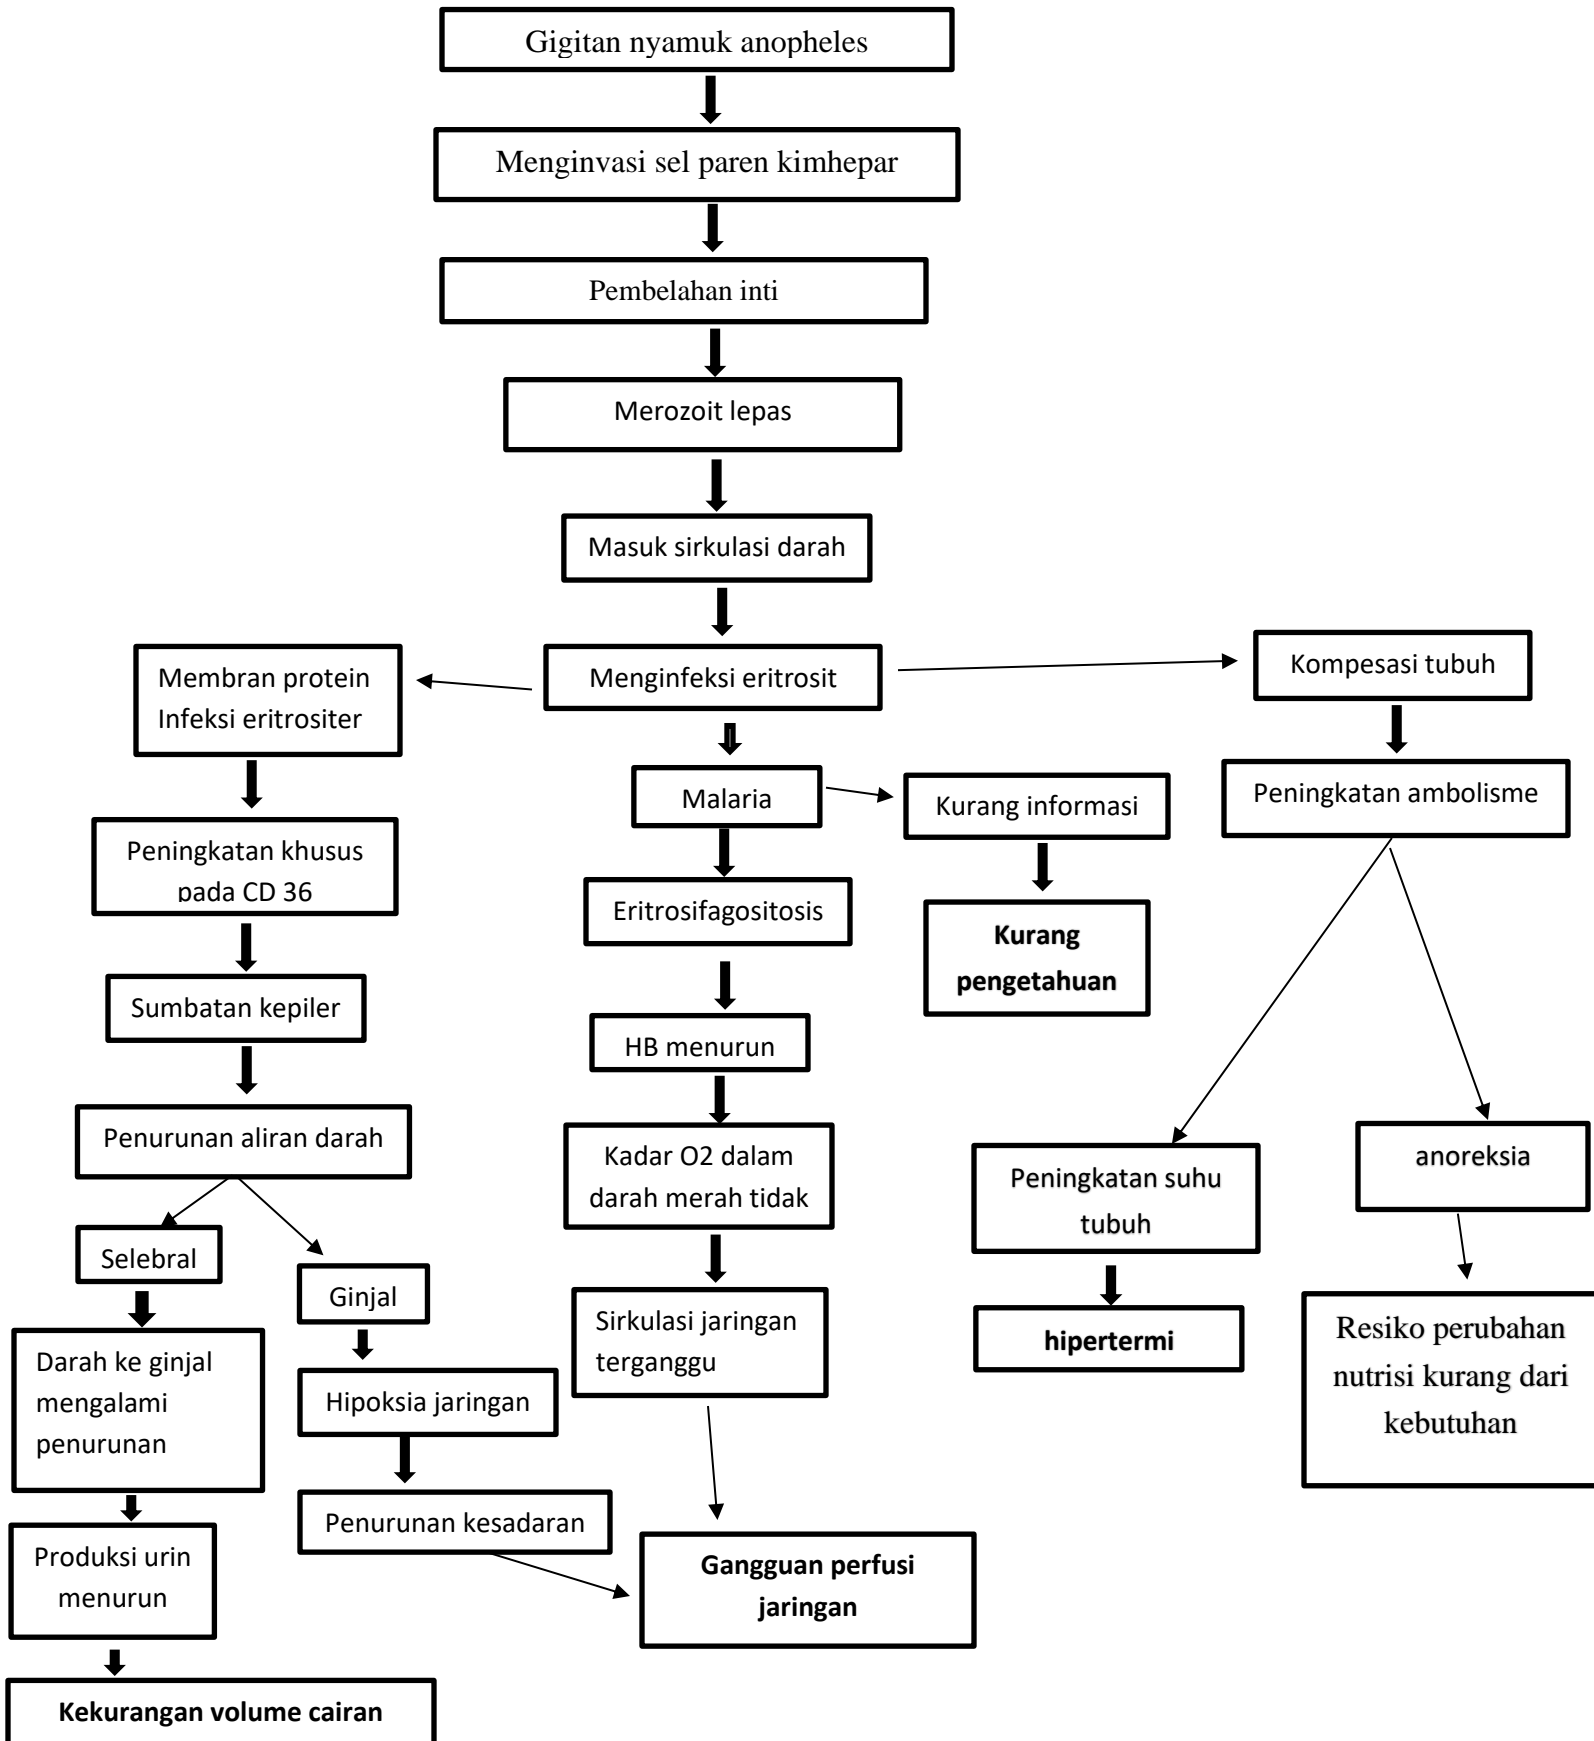 Gigitan nyamuk anopheles
Menginvasi sel paren kimhepar
Pembelahan inti
Merozoit lepas
Masuk sirkulasi darah
Menginfeksi eritrosit
Membran protein
Infeksi eritrositer
Peningkatan khusus
pada CD 36
Sumbatan kepiler
Penurunan aliran darah
Selebral
Darah ke ginjal
mengalami
penurunan
Produksi urin
menurun
Kekurangan volume cairan
Ginjal
Hipoksia jaringan
Penurunan kesadaran
Malaria
Eritrosifagositosis
HB menurun
Kadar O2 dalam
darah merah tidak
Sirkulasi jaringan
terganggu
Gangguan perfusi
jaringan
Kurang informasi
Kurang
pengetahuan
Kompesasi tubuh
Peningkatan ambolisme
Peningkatan suhu
tubuh
hipertermi
anoreksia
Resiko perubahan
nutrisi kurang dari
kebutuhan